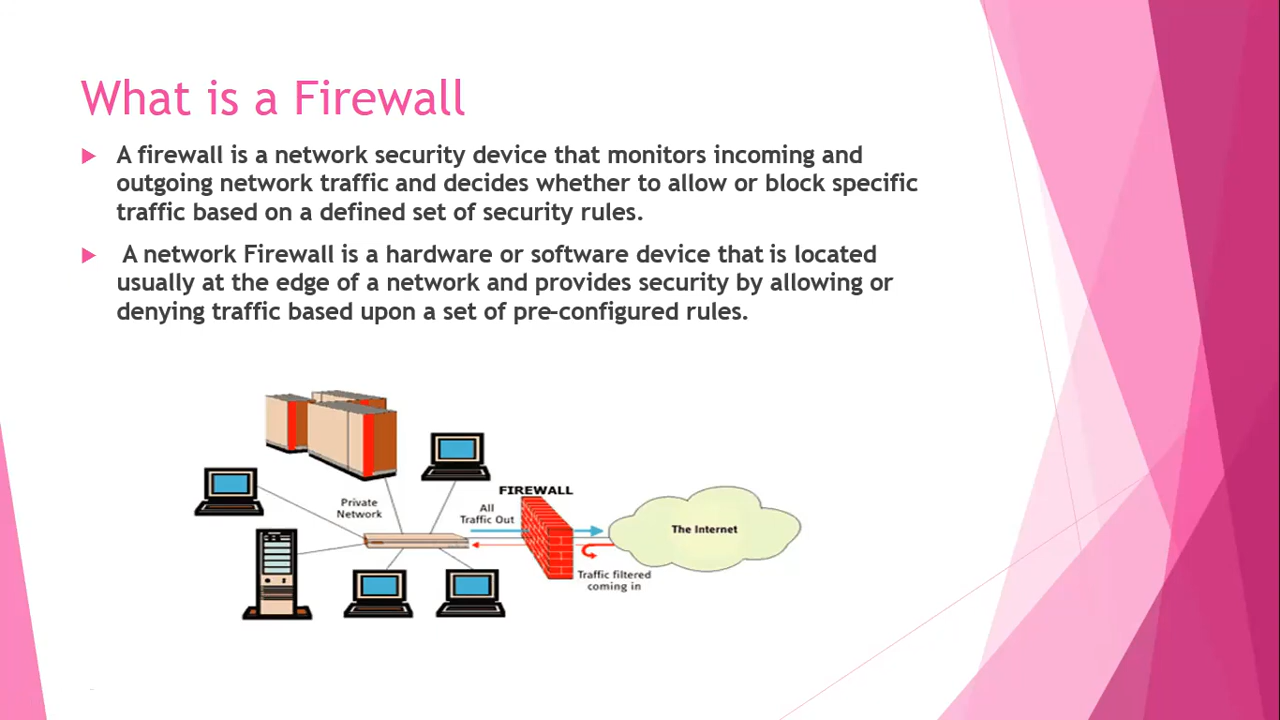 What is a Firewall
A firewall is a network security device that monitors incoming and
outgoing network traffic and decides whether to allow or block specific
traffic based on a defined set of security rules.
A network Firewall is a hardware or software device that is located
usually at the edge of a network and provides security by allowing or
denying traffic based upon a set of pre-configured rules.
FIREWALL
Private
Network
All
Traffic Out
The Internet
Traffic filtered
coming in